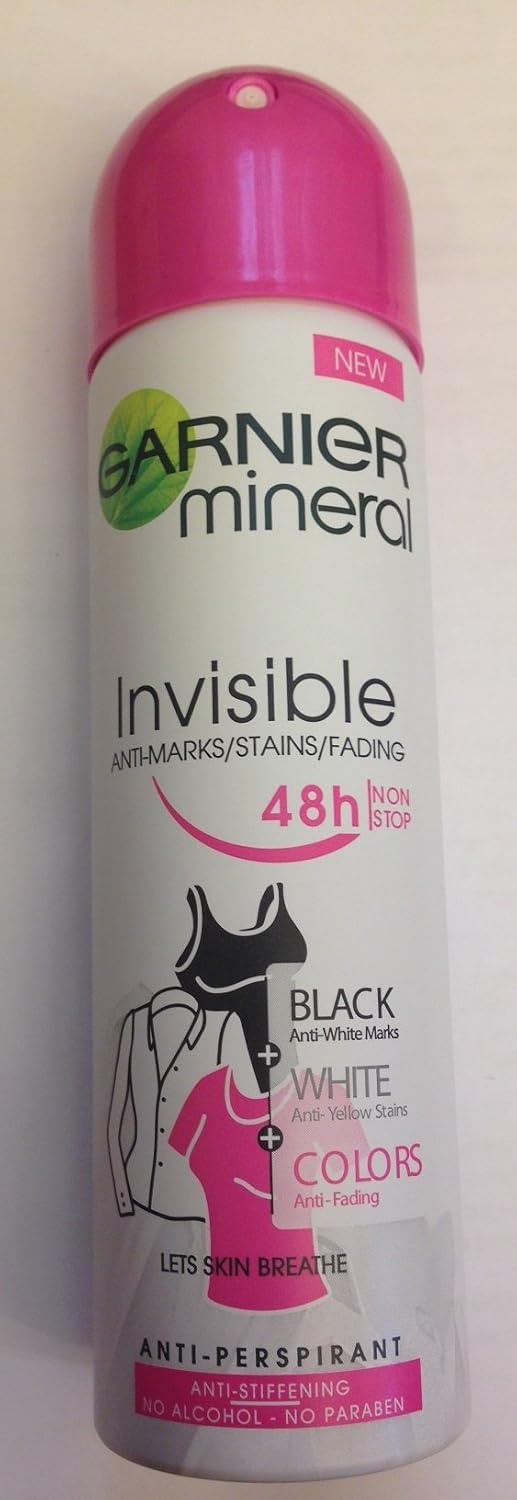 NEW
GARNIER
mineral
Invisible
ANTI-MARKS/STAINS/FADING
48h NON
STOP
BLACK
Anti-White Marks
+
WHITE
Anti-Yellow Stains
+
COLORS
Anti-Fading
LETS SKIN BREATHE
ANTI-PERSPIRANT
ANTI-STIFFENING
NO ALCOHOL - NO PARABEN